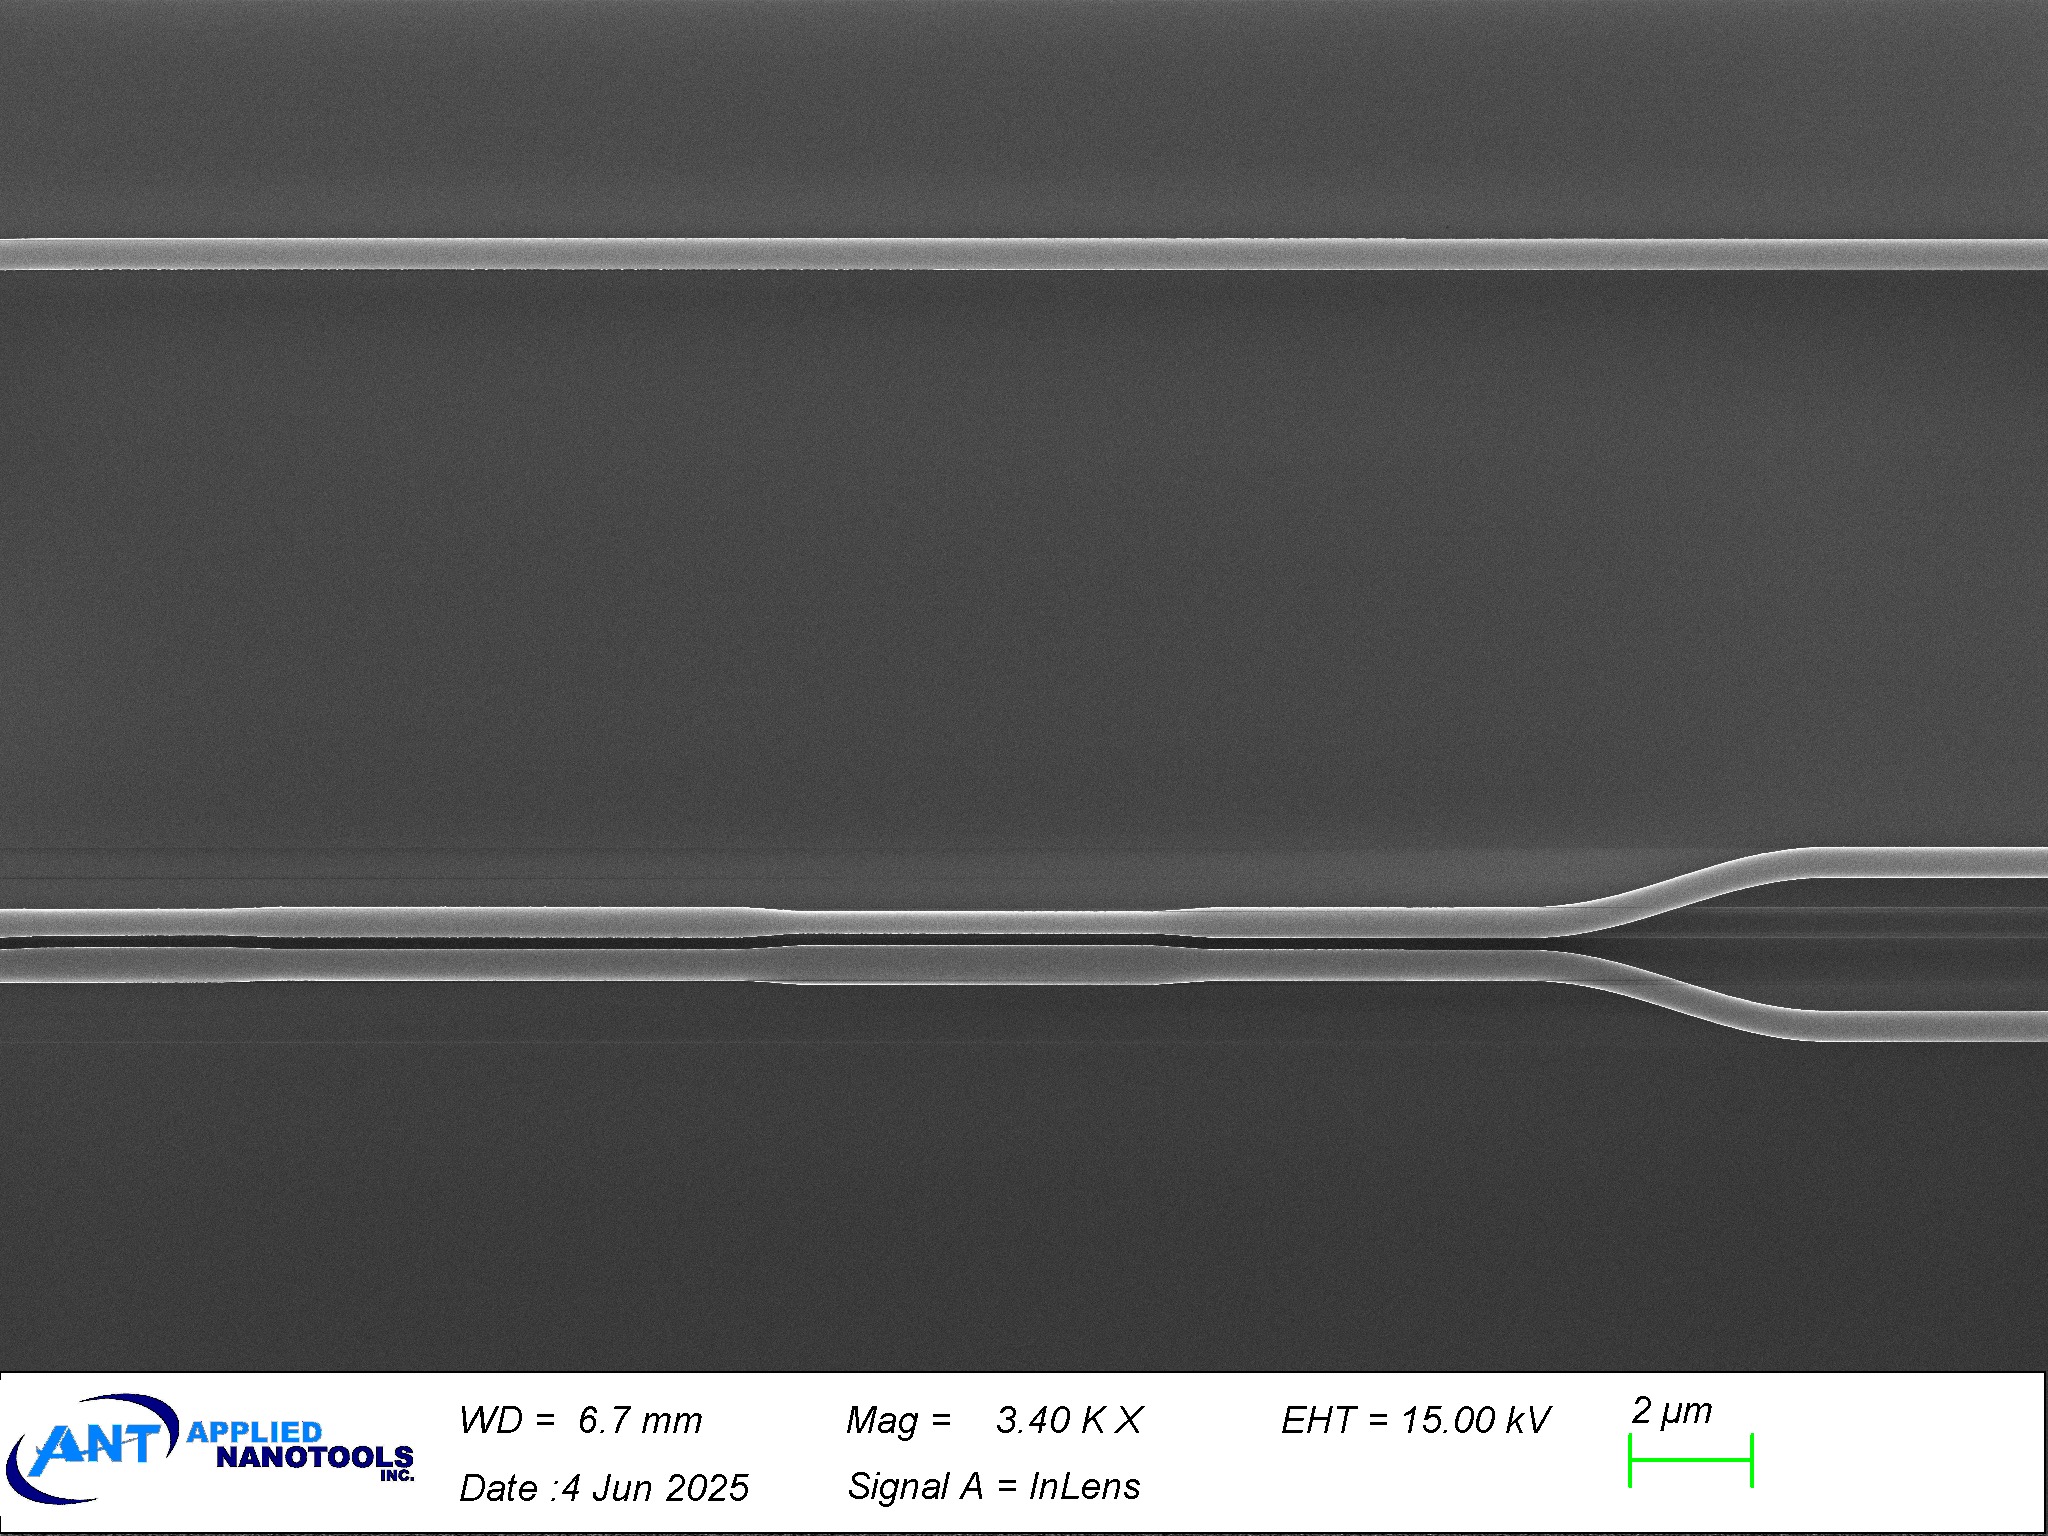 ANT APPLIED
NANOTOOLS
INC.
WD = 6.7 mm
Mag = 3.40 K X
EHT = 15.00 kV
2 µm
Date :4 Jun 2025
Signal A = InLens